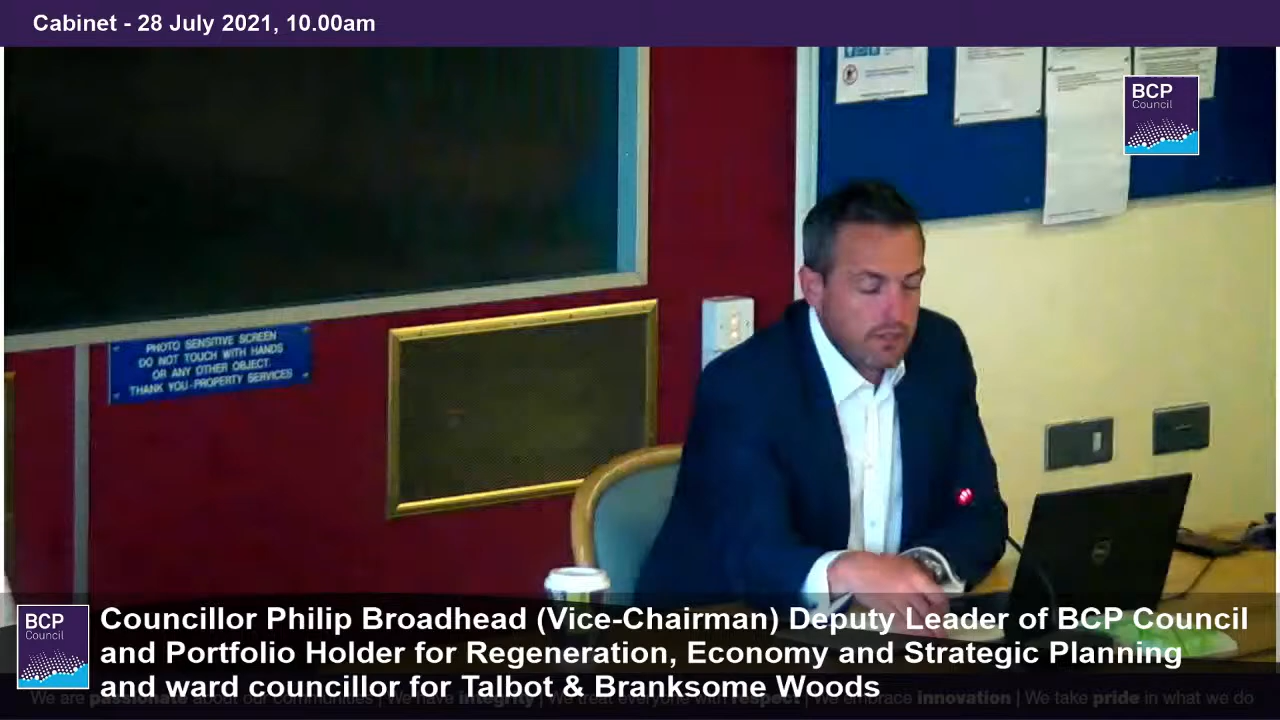 Cabinet - 28 July 2021, 10.00am
BCP
Council
PHOTO SENSITIVE SCREEN
DO NOT TOUCH WITH HANDS
OR ANY OTHER OBJECT.
THANK YOU-PROPERTY SERVICES
BCP
Council
Councillor Philip Broadhead (Vice-Chairman) Deputy Leader of BCP Council
and Portfolio Holder for Regeneration, Economy and Strategic Planning
and ward councillor for Talbot & Branksome Woods
We are passionate about our communities | We have integrity | We treat everyone with respect | We embrace innovation | We take pride in what we do